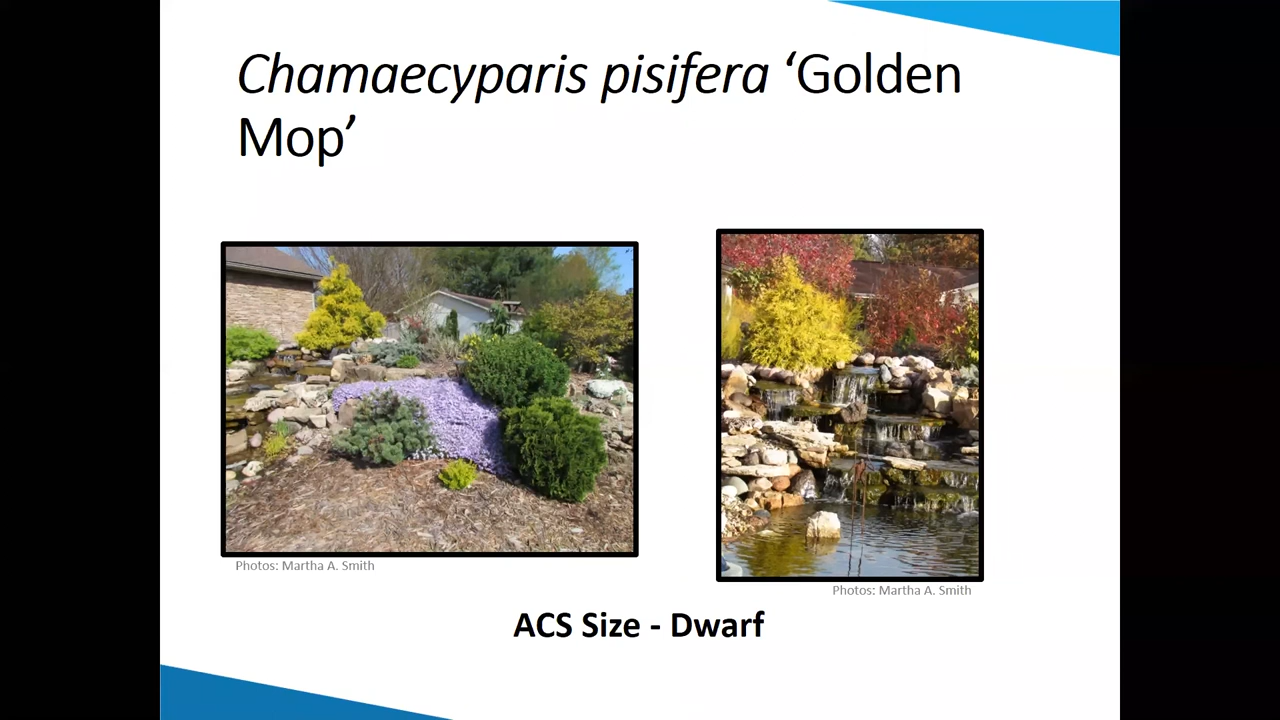 Chamaecyparis pisifera ‘Golden
Mop’
Photos: Martha A. Smith
Photos: Martha A. Smith
ACS Size - Dwarf